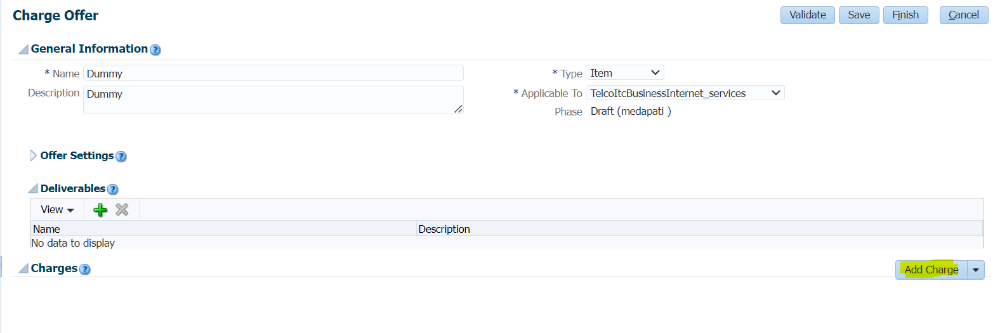 Charge Offer
Validate Save Finish Cancel
General Information ?
* Name Dummy
Description Dummy
* Type Item
* Applicable To TelcoItcBusinessInternet_services
Phase Draft (medapati )
Offer Settings ?
Deliverables ?
View
Name Description
No data to display
Charges ?
Add Charge